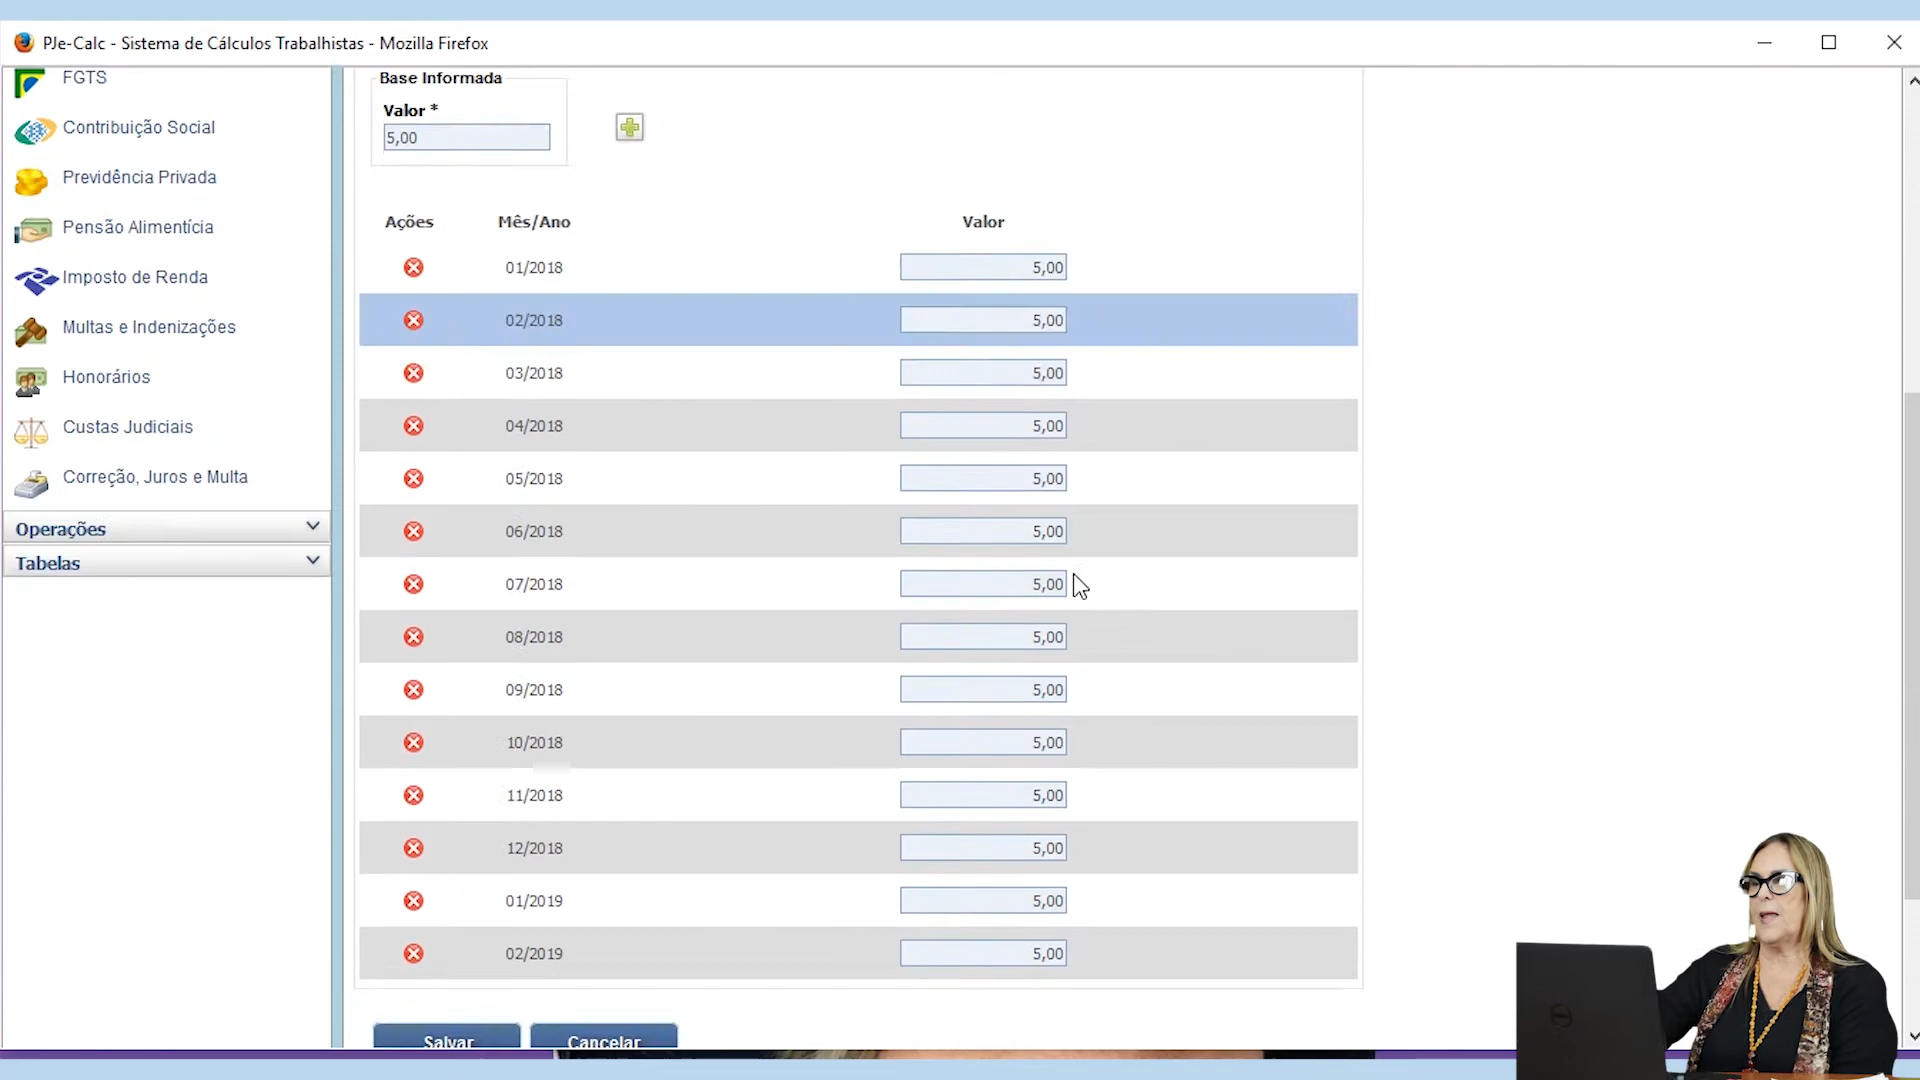 PJe-Calc - Sistema de Cálculos Trabalhistas - Mozilla Firefox
FGTS
Contribuição Social
Previdência Privada
Pensão Alimentícia
Imposto de Renda
Multas e Indenizações
Honorários
Custas Judiciais
Correção, Juros e Multa
Operações
Tabelas
Base Informada
Valor *
5,00
Ações Mês/Ano Valor
01/2018 5,00
02/2018 5,00
03/2018 5,00
04/2018 5,00
05/2018 5,00
06/2018 5,00
07/2018 5,00
08/2018 5,00
09/2018 5,00
10/2018 5,00
11/2018 5,00
12/2018 5,00
01/2019 5,00
02/2019 5,00
Salvar Cancelar